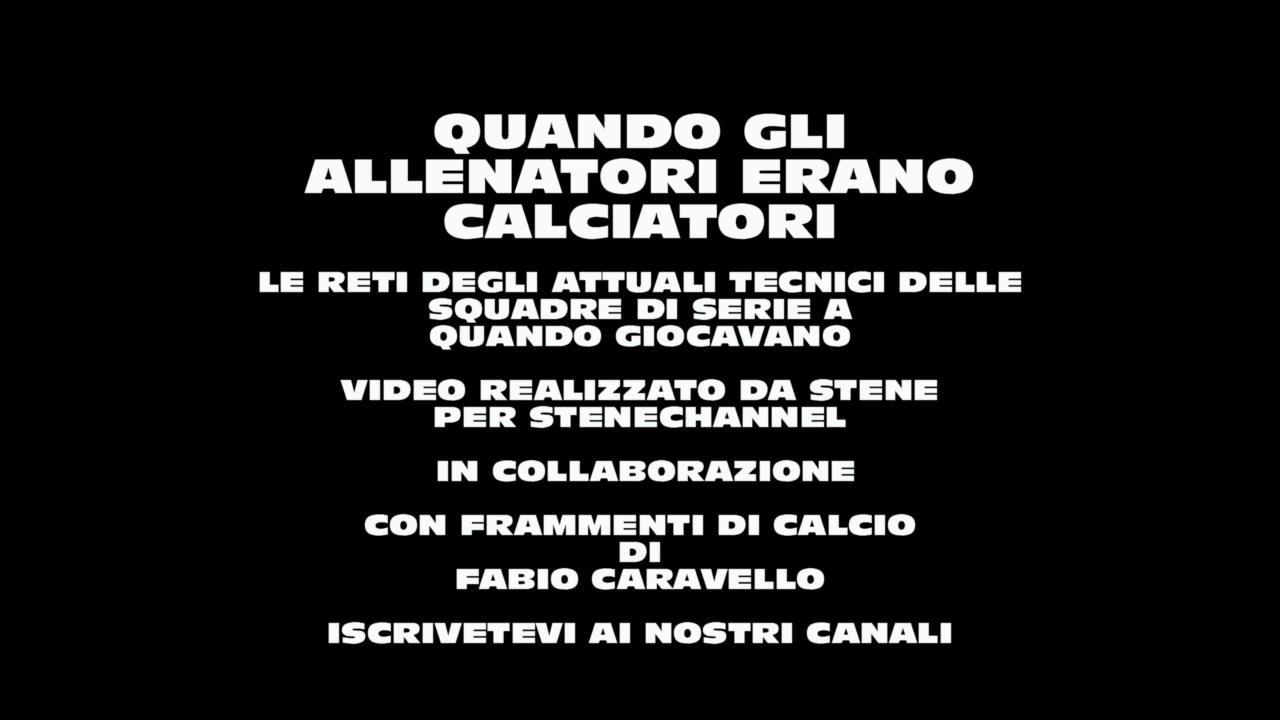 QUANDO GLI
ALLENATORI ERANO
CALCIATORI
LE RETI DEGLI ATTUALI TECNICI DELLE
SQUADRE DI SERIE A
QUANDO GIOCAVANO
VIDEO REALIZZATO DA STENE
PER STENECHANNEL
IN COLLABORAZIONE
CON FRAMMENTI DI CALCIO
DI
FABIO CARAVELLO
ISCRIVETEVI AI NOSTRI CANALI